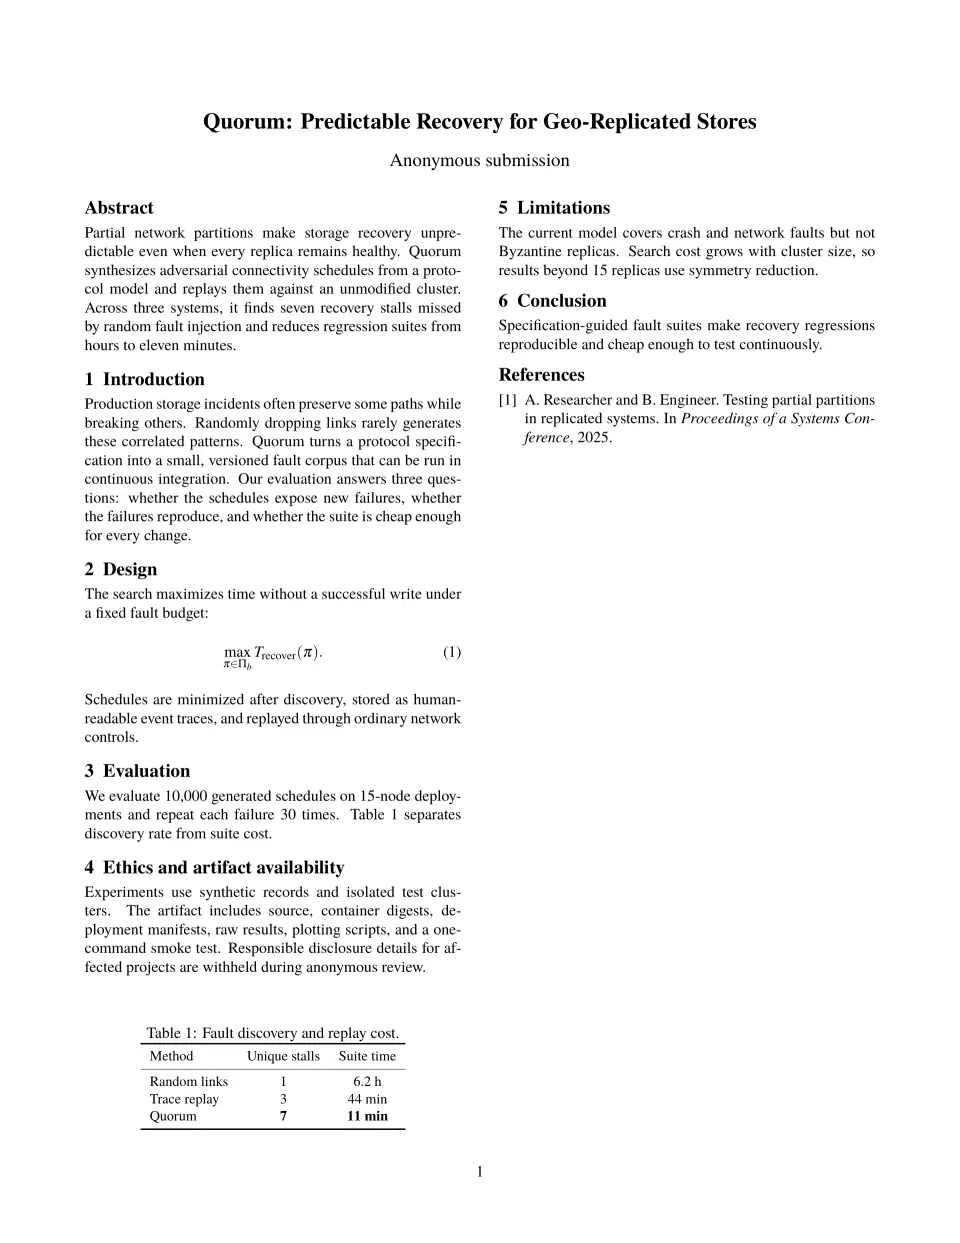 Quorum: Predictable Recovery for Geo-Replicated Stores
Anonymous submission
Abstract
Partial network partitions make storage recovery unpre-
dictable even when every replica remains healthy. Quorum
synthesizes adversarial connectivity schedules from a proto-
col model and replays them against an unmodified cluster.
Across three systems, it finds seven recovery stalls missed
by random fault injection and reduces regression suites from
hours to eleven minutes.
1 Introduction
Production storage incidents often preserve some paths while
breaking others. Randomly dropping links rarely generates
these correlated patterns. Quorum turns a protocol specifi-
cation into a small, versioned fault corpus that can be run in
continuous integration. Our evaluation answers three ques-
tions: whether the schedules expose new failures, whether
the failures reproduce, and whether the suite is cheap enough
for every change.
2 Design
The search maximizes time without a successful write under
a fixed fault budget:
max T_recover(π). (1)
π∈Π_b
Schedules are minimized after discovery, stored as human-
readable event traces, and replayed through ordinary network
controls.
3 Evaluation
We evaluate 10,000 generated schedules on 15-node deploy-
ments and repeat each failure 30 times. Table 1 separates
discovery rate from suite cost.
4 Ethics and artifact availability
Experiments use synthetic records and isolated test clus-
ters. The artifact includes source, container digests, de-
ployment manifests, raw results, plotting scripts, and a one-
command smoke test. Responsible disclosure details for af-
fected projects are withheld during anonymous review.
Table 1: Fault discovery and replay cost.
Method Unique stalls Suite time
Random links 1 6.2 h
Trace replay 3 44 min
Quorum 7 11 min
5 Limitations
The current model covers crash and network faults but not
Byzantine replicas. Search cost grows with cluster size, so
results beyond 15 replicas use symmetry reduction.
6 Conclusion
Specification-guided fault suites make recovery regressions
reproducible and cheap enough to test continuously.
References
[1] A. Researcher and B. Engineer. Testing partial partitions
in replicated systems. In Proceedings of a Systems Con-
ference, 2025.
1